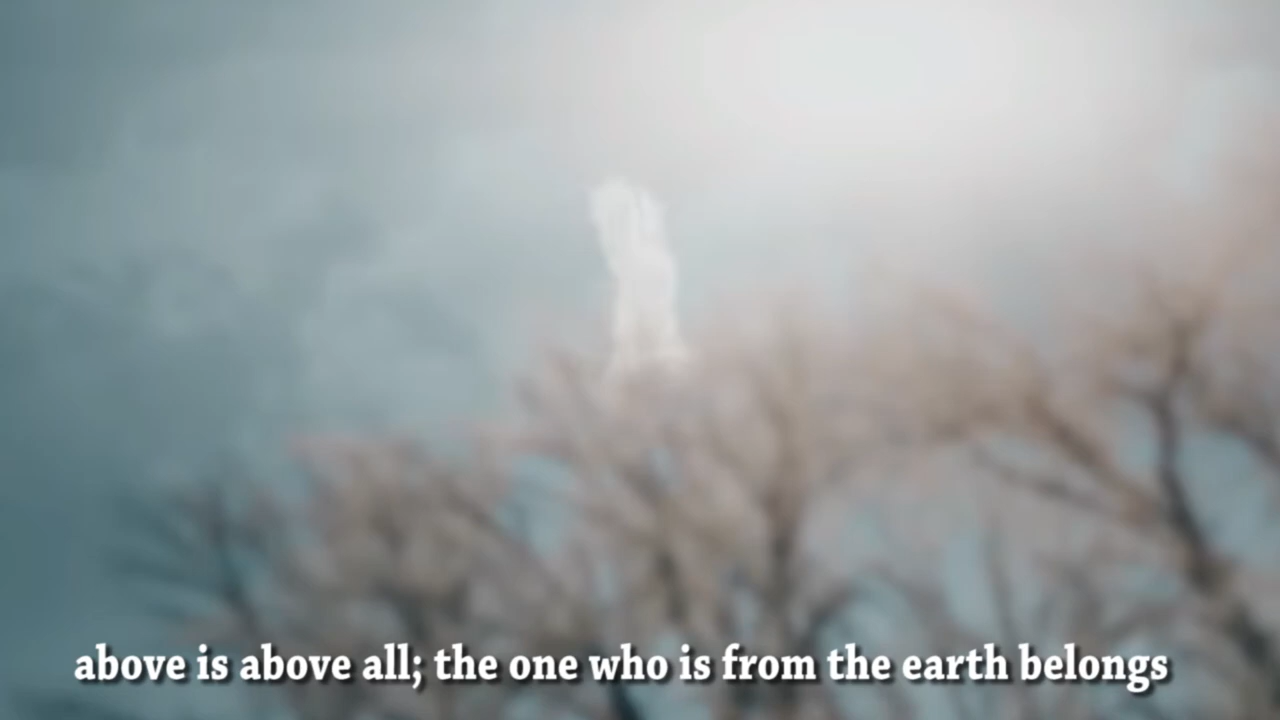 above is above all; the one who is from the earth belongs